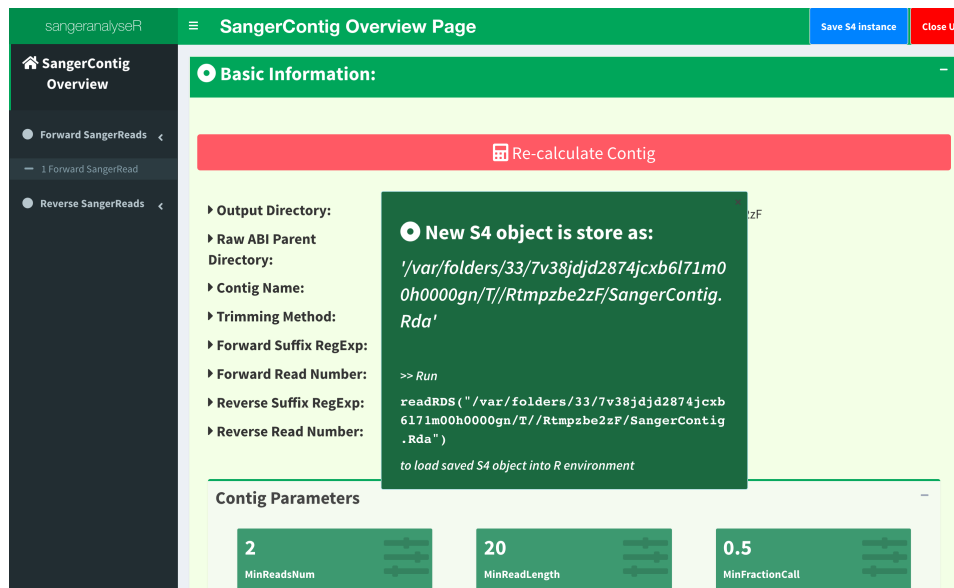 sangeranalyseR
SangerContig Overview Page
Save S4 instance
Close U
SangerContig
Overview
Forward SangerReads
1 Forward SangerRead
Reverse SangerReads
Basic Information:
Re-calculate Contig
Output Directory:
2zF
Raw ABI Parent
Directory:
Contig Name:
Trimming Method:
Forward Suffix RegExp:
Forward Read Number:
Reverse Suffix RegExp:
Reverse Read Number:
New S4 object is store as:
'/var/folders/33/7v38jdjd2874jcxb6l71m0
0h0000gn/T//Rtmpzbe2zF/SangerContig.
Rda'
>> Run
readRDS("/var/folders/33/7v38jdjd2874jcxb
6l71m00h0000gn/T//Rtmpzbe2zF/SangerContig
.Rda")
to load saved S4 object into R environment
Contig Parameters
2
MinReadsNum
20
MinReadLength
0.5
MinFractionCall